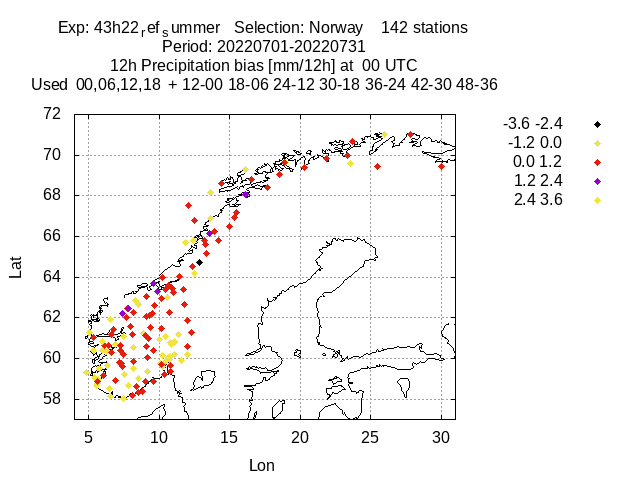 Exp: 43h22ref summer Selection: Norway 142 stations
Period: 20220701-20220731
12h Precipitation bias [mm/12h] at 00 UTC
Used 00,06,12,18 + 12-00 18-06 24-12 30-18 36-24 42-30 48-36
72
70
68
66
64
62
60
58
Lat
5 10 15 20 25 30
Lon
-3.6 -2.4
-1.2 0.0
0.0 1.2
1.2 2.4
2.4 3.6